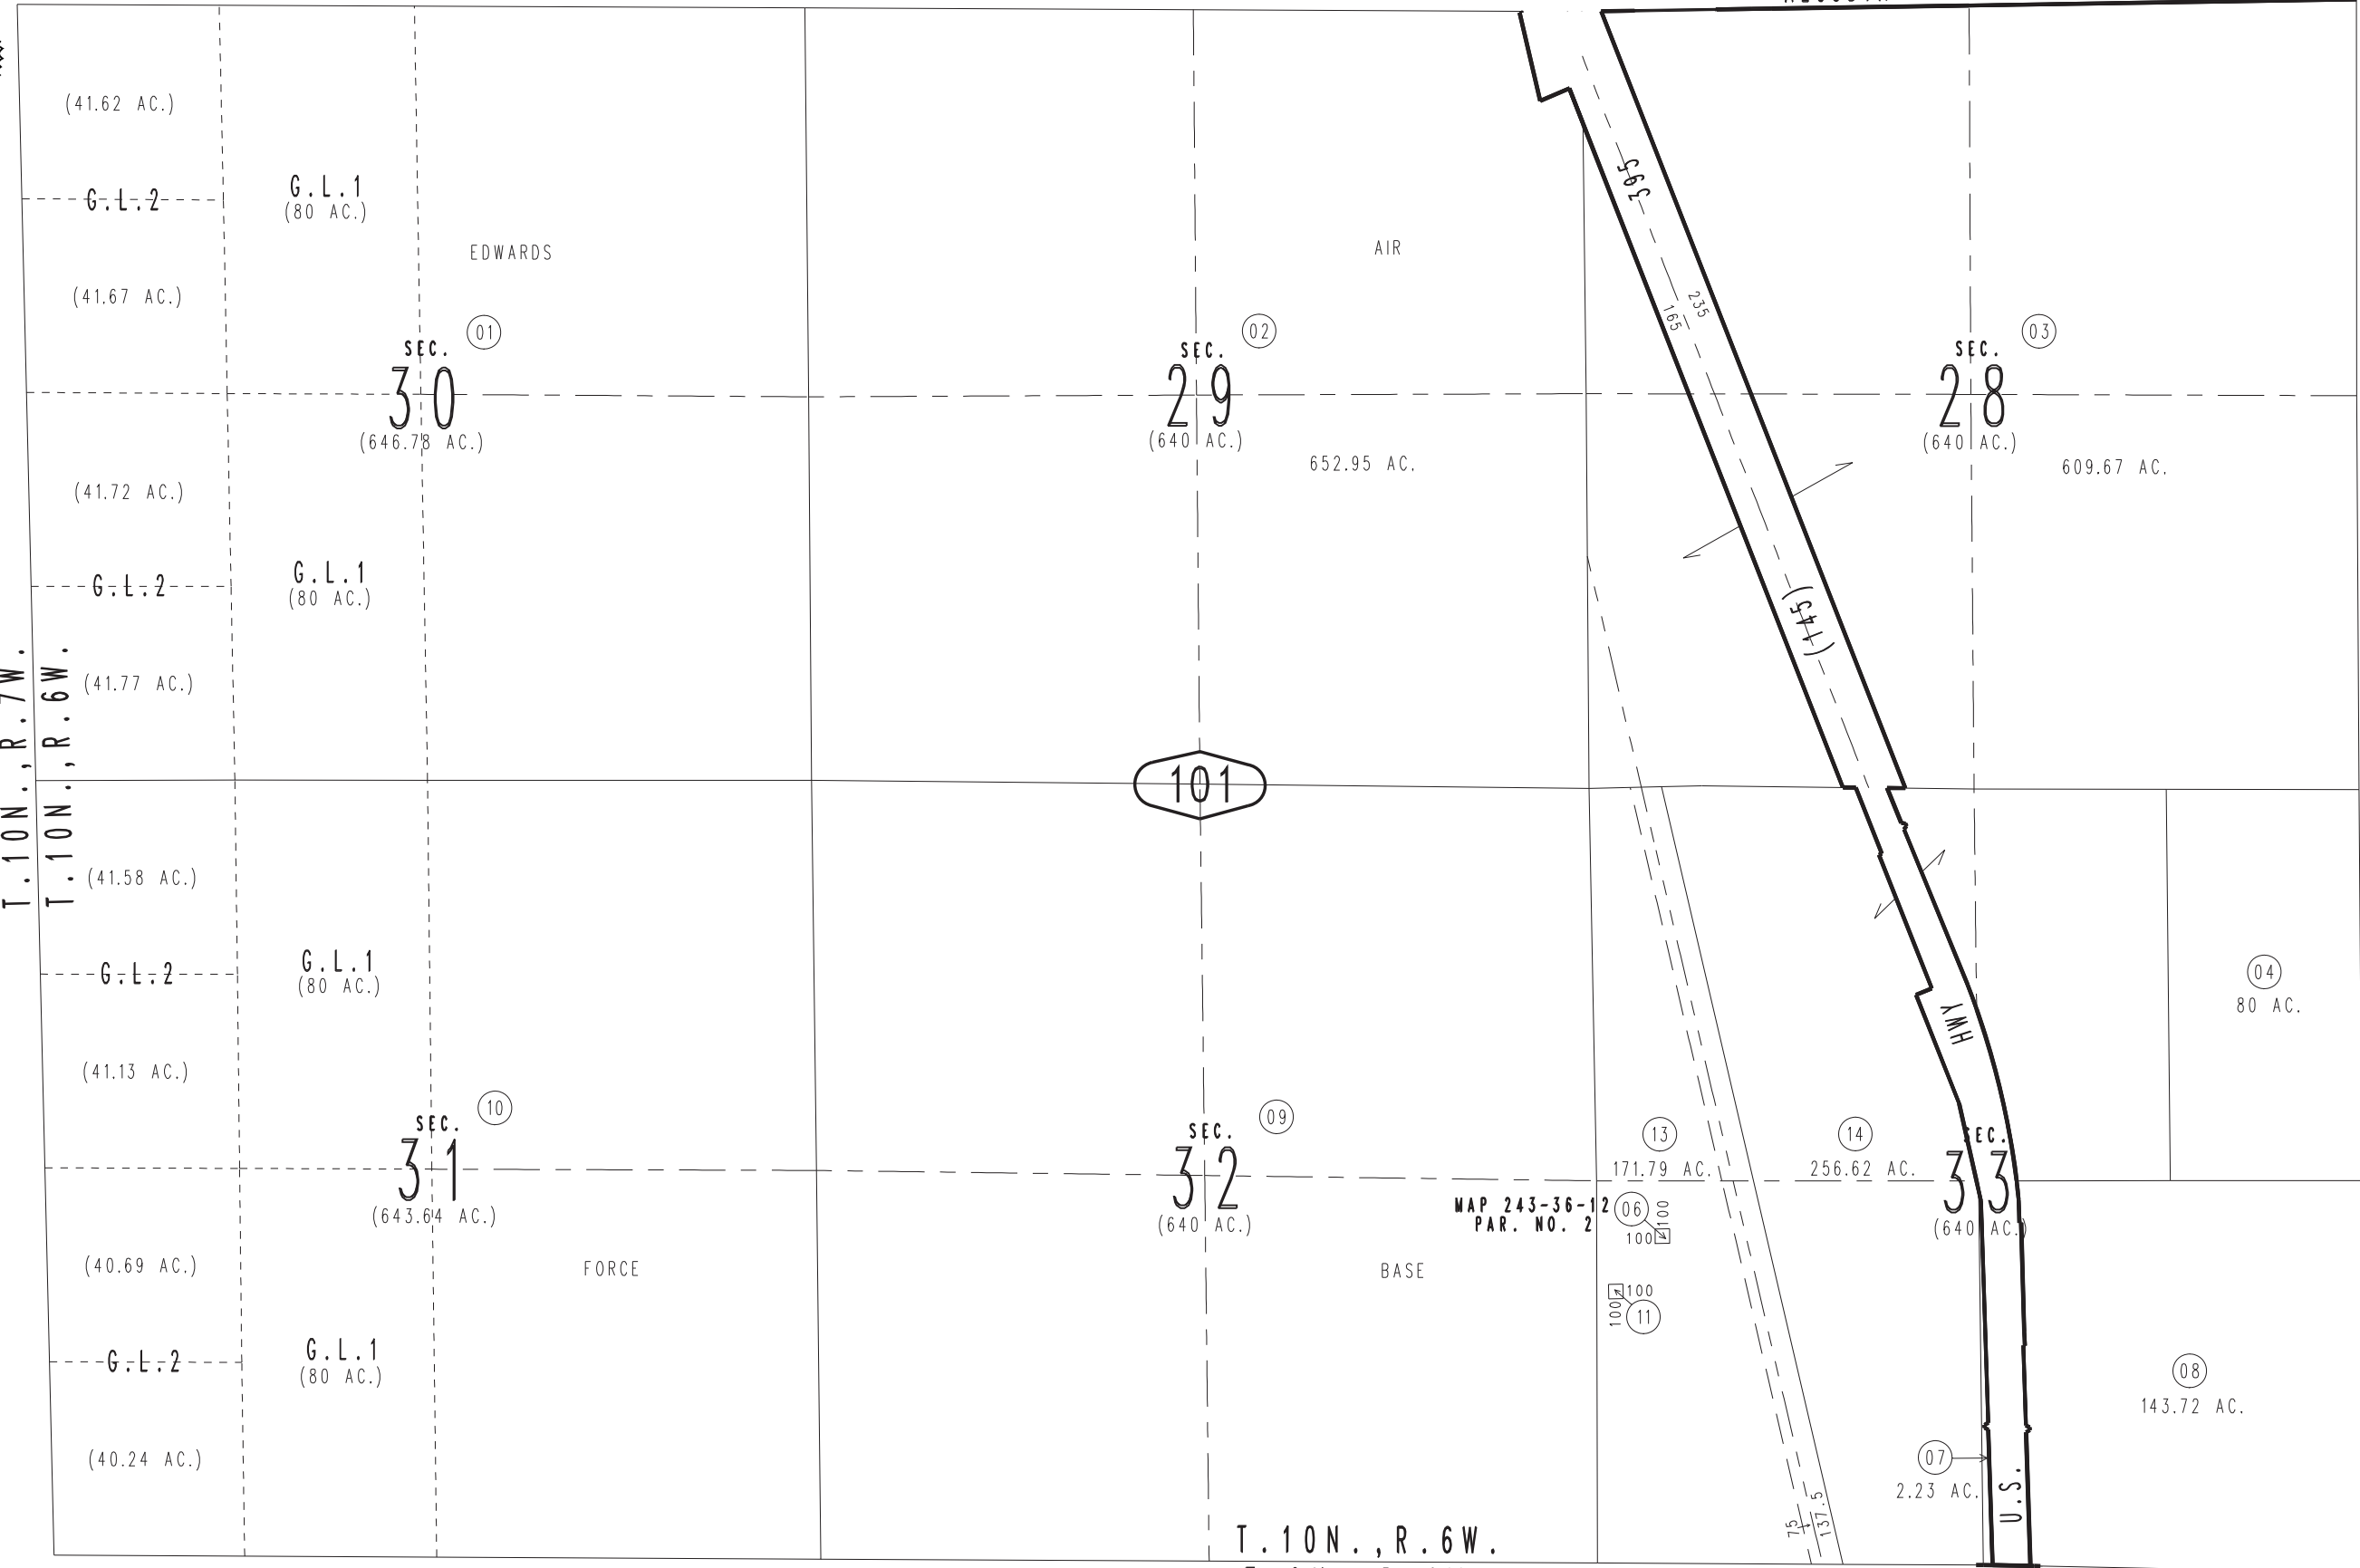 (41.62 AC.)
G.L.2
G.L.1
(80 AC.)
EDWARDS
AIR
395
(41.67 AC.)
235
165
01
SEC.
30
(646.78 AC.)
02
SEC.
29
(640 AC.)
652.95 AC.
03
SEC.
28
(640 AC.)
609.67 AC.
(41.72 AC.)
G.L.2
G.L.1
(80 AC.)
(145)
(41.77 AC.)
T.10N.,R.7W.
T.10N.,R.6W.
101
(41.58 AC.)
G.L.2
G.L.1
(80 AC.)
04
80 AC.
HWY
(41.13 AC.)
10
SEC.
31
(643.64 AC.)
09
SEC.
32
(640 AC.)
13
171.79 AC.
14
256.62 AC.
SEC.
33
(640 AC.)
MAP 243-36-12
PAR. NO. 2
06
100
100
100
100
11
(40.69 AC.)
FORCE
BASE
G.L.2
G.L.1
(80 AC.)
08
143.72 AC.
(40.24 AC.)
07
2.23 AC.
U.S.
75
137.5
T.10N.,R.6W.